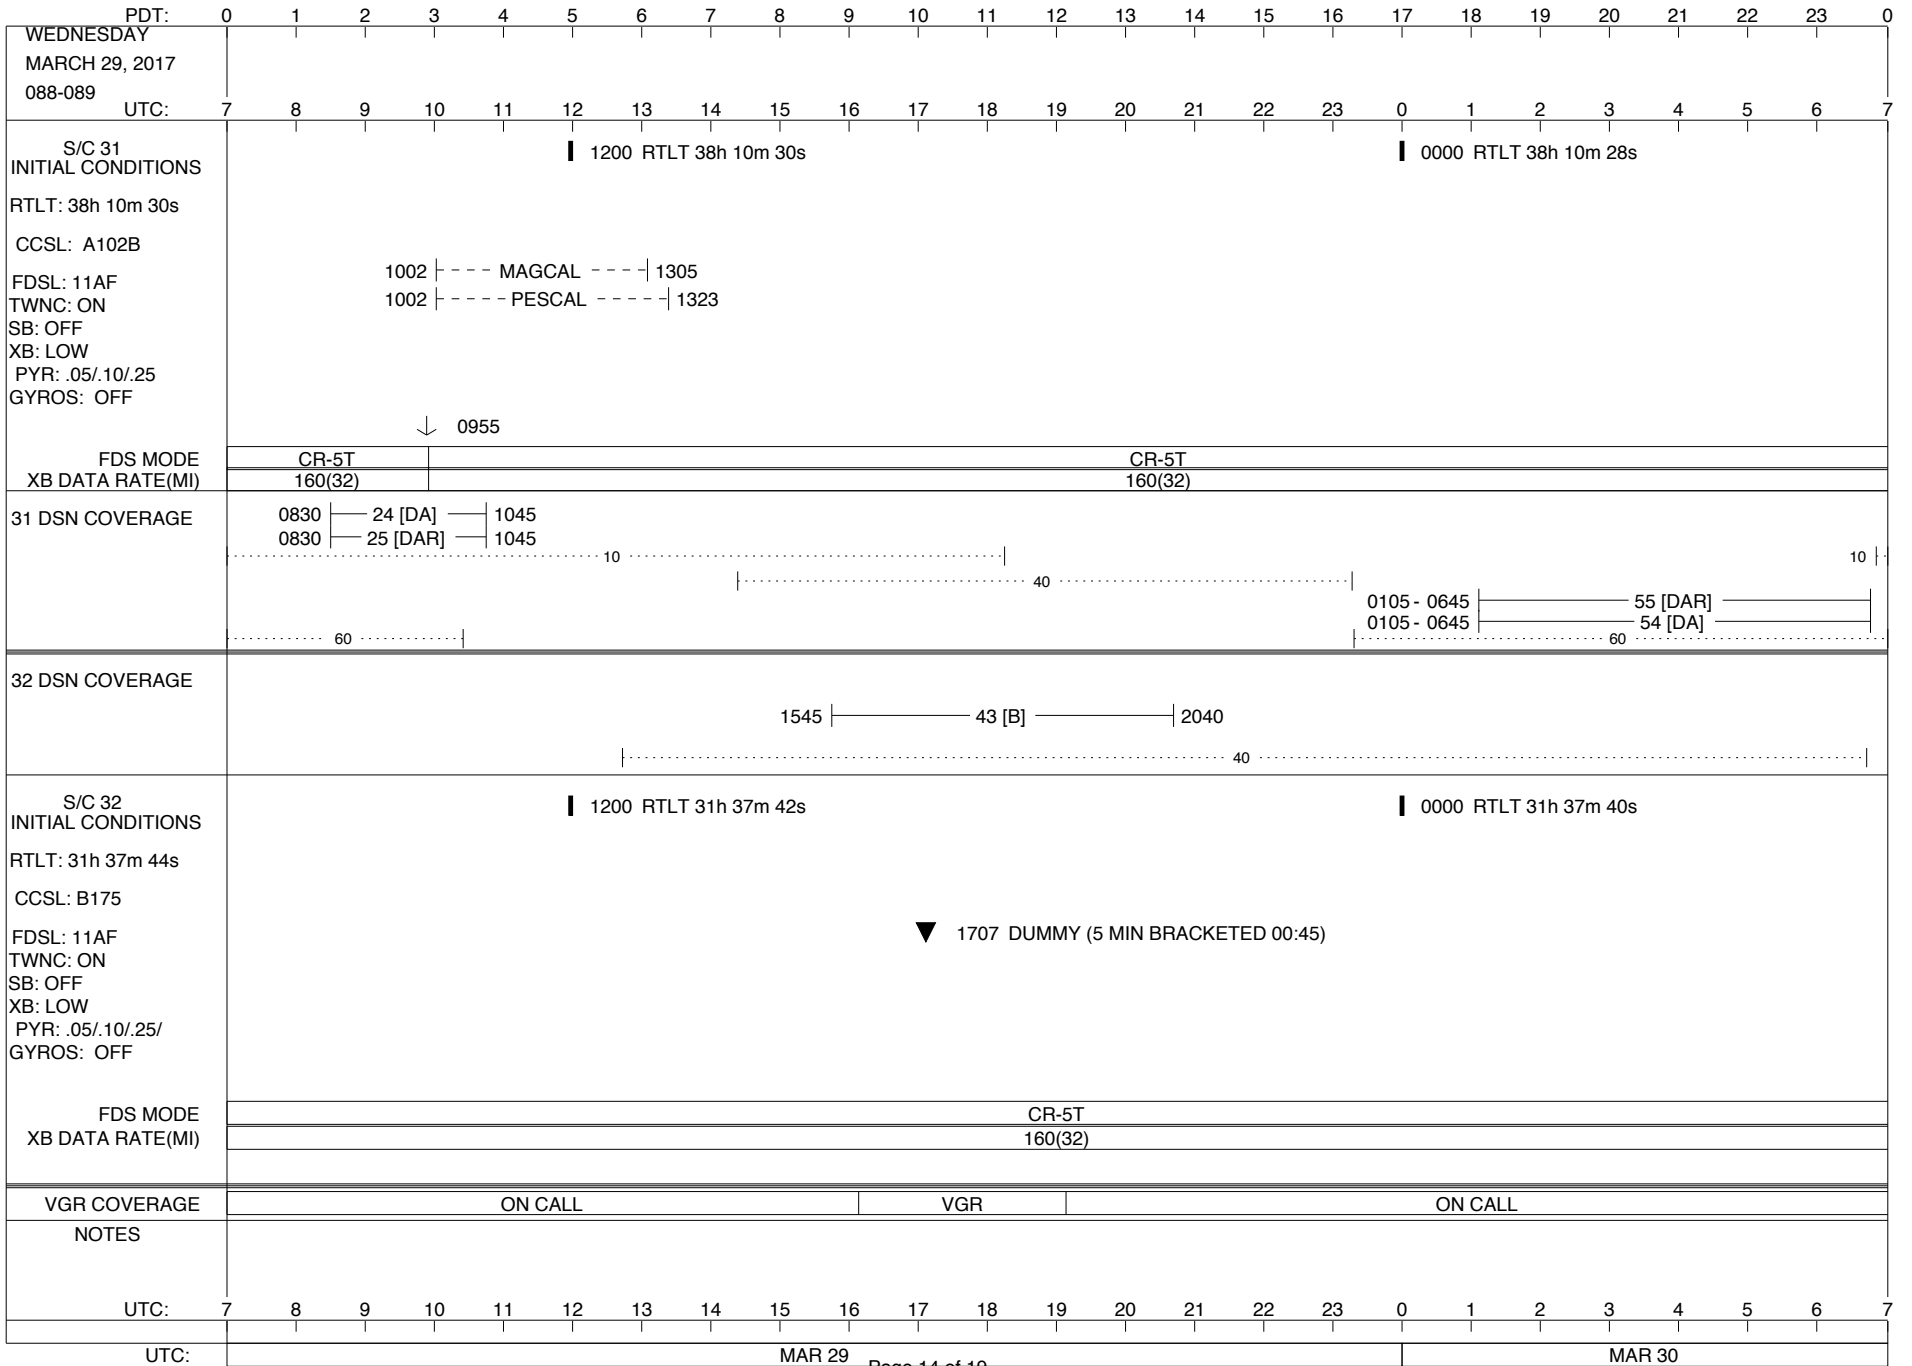 PDT: 0 1 2 3 4 5 6 7 8 9 10 11 12 13 14 15 16 17 18 19 20 21 22 23 0
WEDNESDAY
MARCH 29, 2017
088-089
UTC: 7 8 9 10 11 12 13 14 15 16 17 18 19 20 21 22 23 0 1 2 3 4 5 6 7
S/C 31
INITIAL CONDITIONS
1200 RTLT 38h 10m 30s
0000 RTLT 38h 10m 28s
RTLT: 38h 10m 30s
CCSL: A102B
1002 MAGCAL 1305
FDSL: 11AF
1002 PESCAL 1323
TWNC: ON
SB: OFF
XB: LOW
PYR: .05/.10/.25
GYROS: OFF
0955
FDS MODE CR-5T CR-5T
XB DATA RATE(MI) 160(32) 160(32)
31 DSN COVERAGE
0830 24 [DA] 1045
0830 25 [DAR] 1045
10 10
40
0105 - 0645 55 [DAR]
0105 - 0645 54 [DA]
60 60
32 DSN COVERAGE
1545 43 [B] 2040
40
S/C 32
INITIAL CONDITIONS
1200 RTLT 31h 37m 42s
0000 RTLT 31h 37m 40s
RTLT: 31h 37m 44s
CCSL: B175
1707 DUMMY (5 MIN BRACKETED 00:45)
FDSL: 11AF
TWNC: ON
SB: OFF
XB: LOW
PYR: .05/.10/.25/
GYROS: OFF
FDS MODE CR-5T
XB DATA RATE(MI) 160(32)
VGR COVERAGE ON CALL VGR ON CALL
NOTES
UTC: 7 8 9 10 11 12 13 14 15 16 17 18 19 20 21 22 23 0 1 2 3 4 5 6 7
UTC: MAR 29 MAR 30
Page 14 of 19